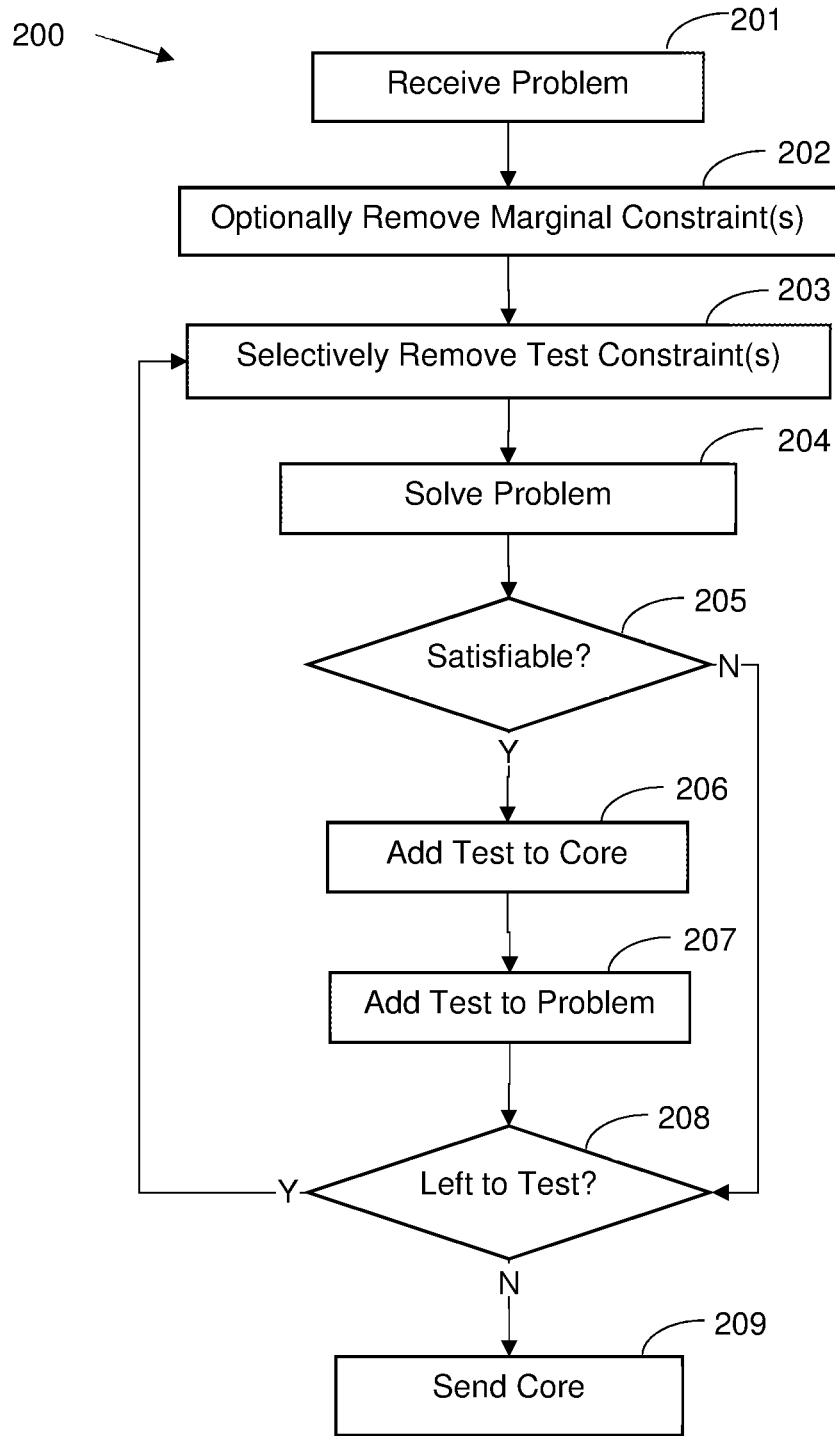 200
201
Receive Problem
202
Optionally Remove Marginal Constraint(s)
203
Selectively Remove Test Constraint(s)
204
Solve Problem
205
Satisfiable?
N
Y
206
Add Test to Core
207
Add Test to Problem
208
Left to Test?
Y
N
209
Send Core